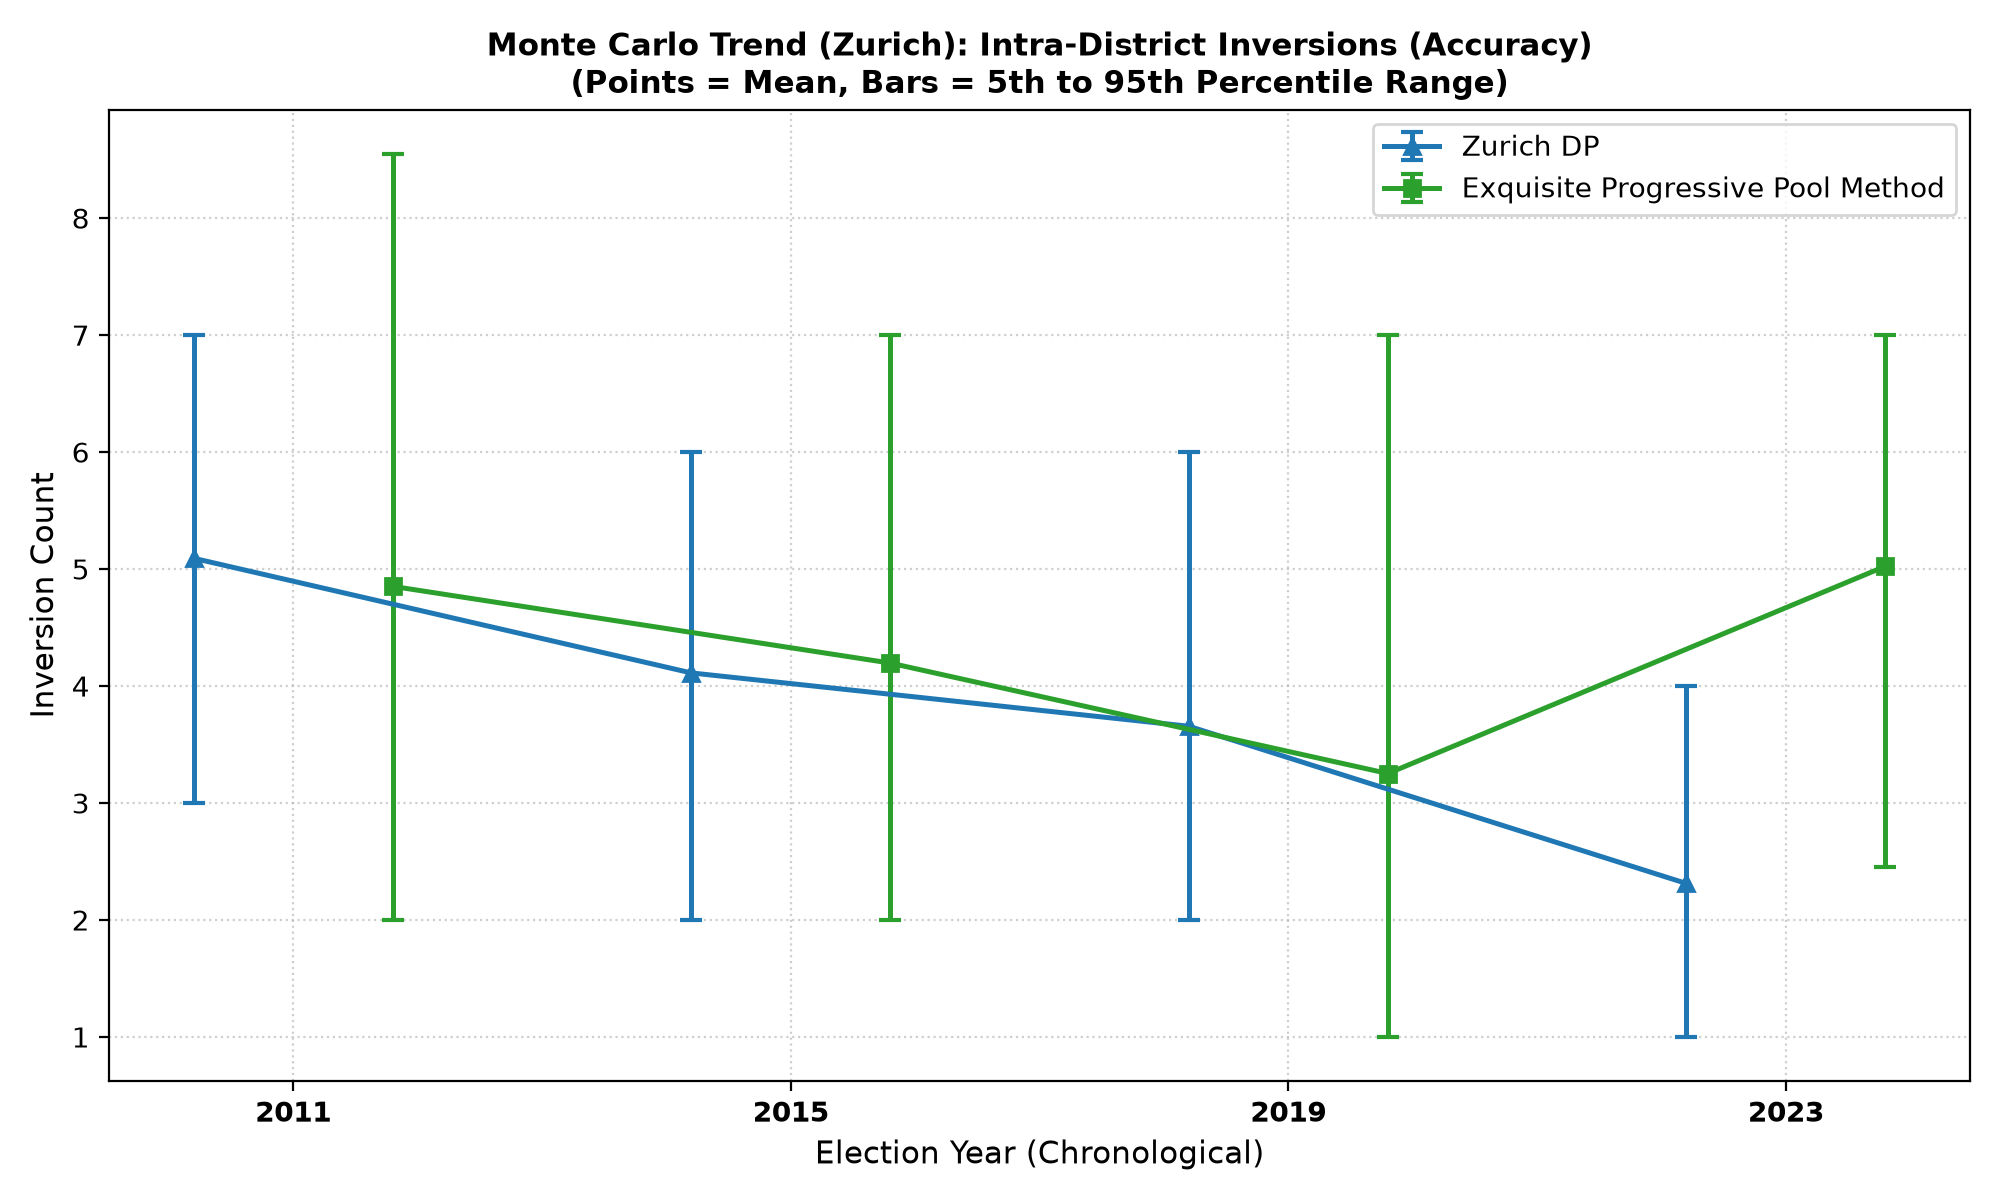 Monte Carlo Trend (Zurich): Intra-District Inversions (Accuracy)
(Points = Mean, Bars = 5th to 95th Percentile Range)
Zurich DP
Exquisite Progressive Pool Method
Inversion Count
8
7
6
5
4
3
2
1
2011
2015
2019
2023
Election Year (Chronological)